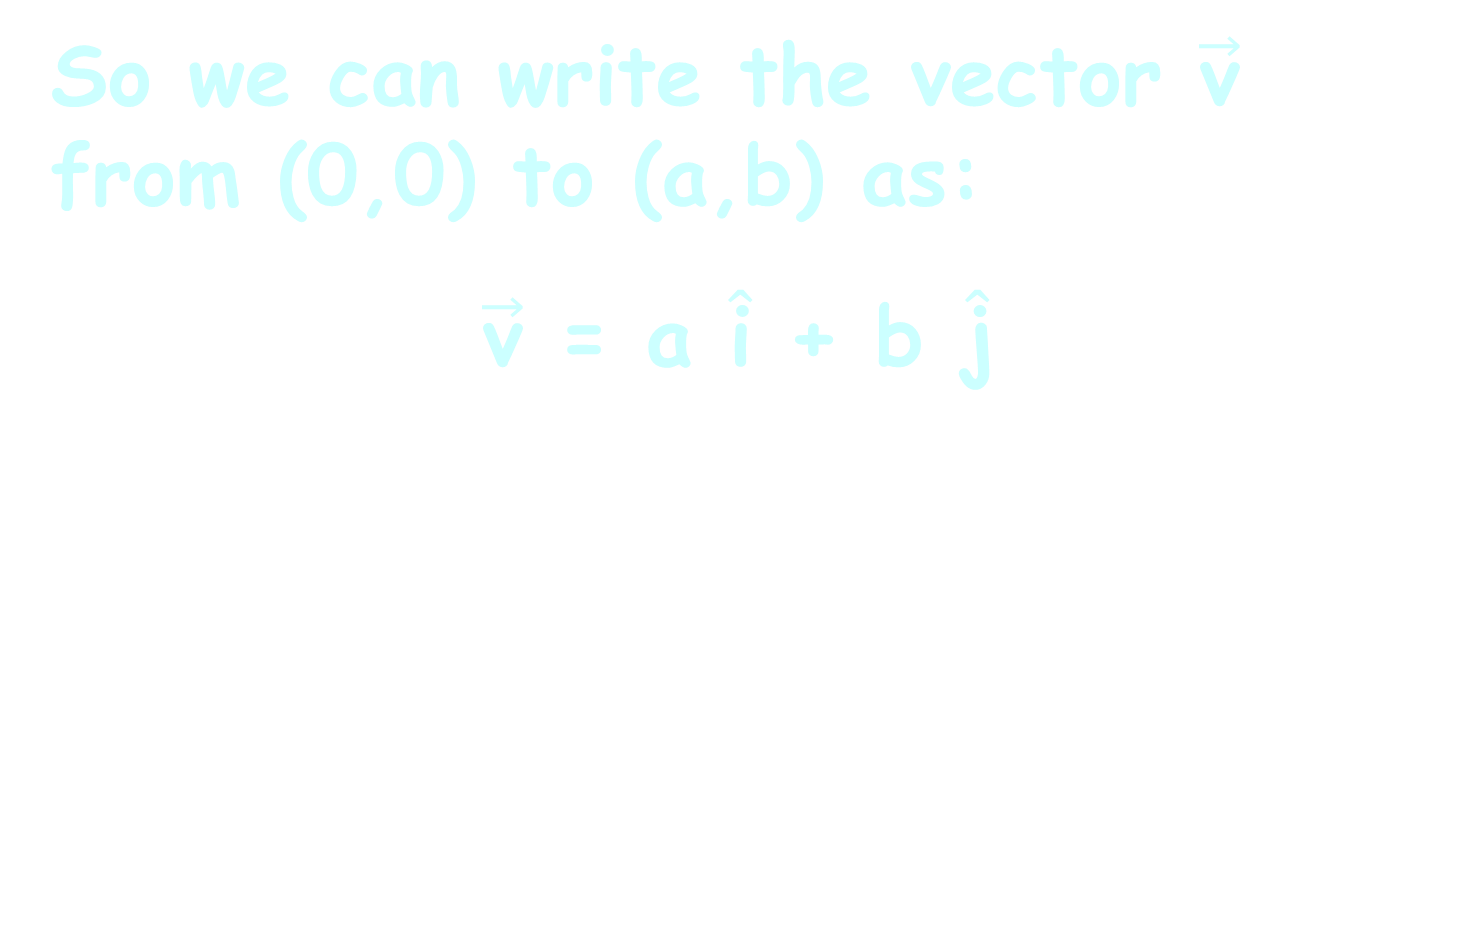 So we can write the vector v⃗
from (0,0) to (a,b) as:
v⃗ = a î + b ĵ